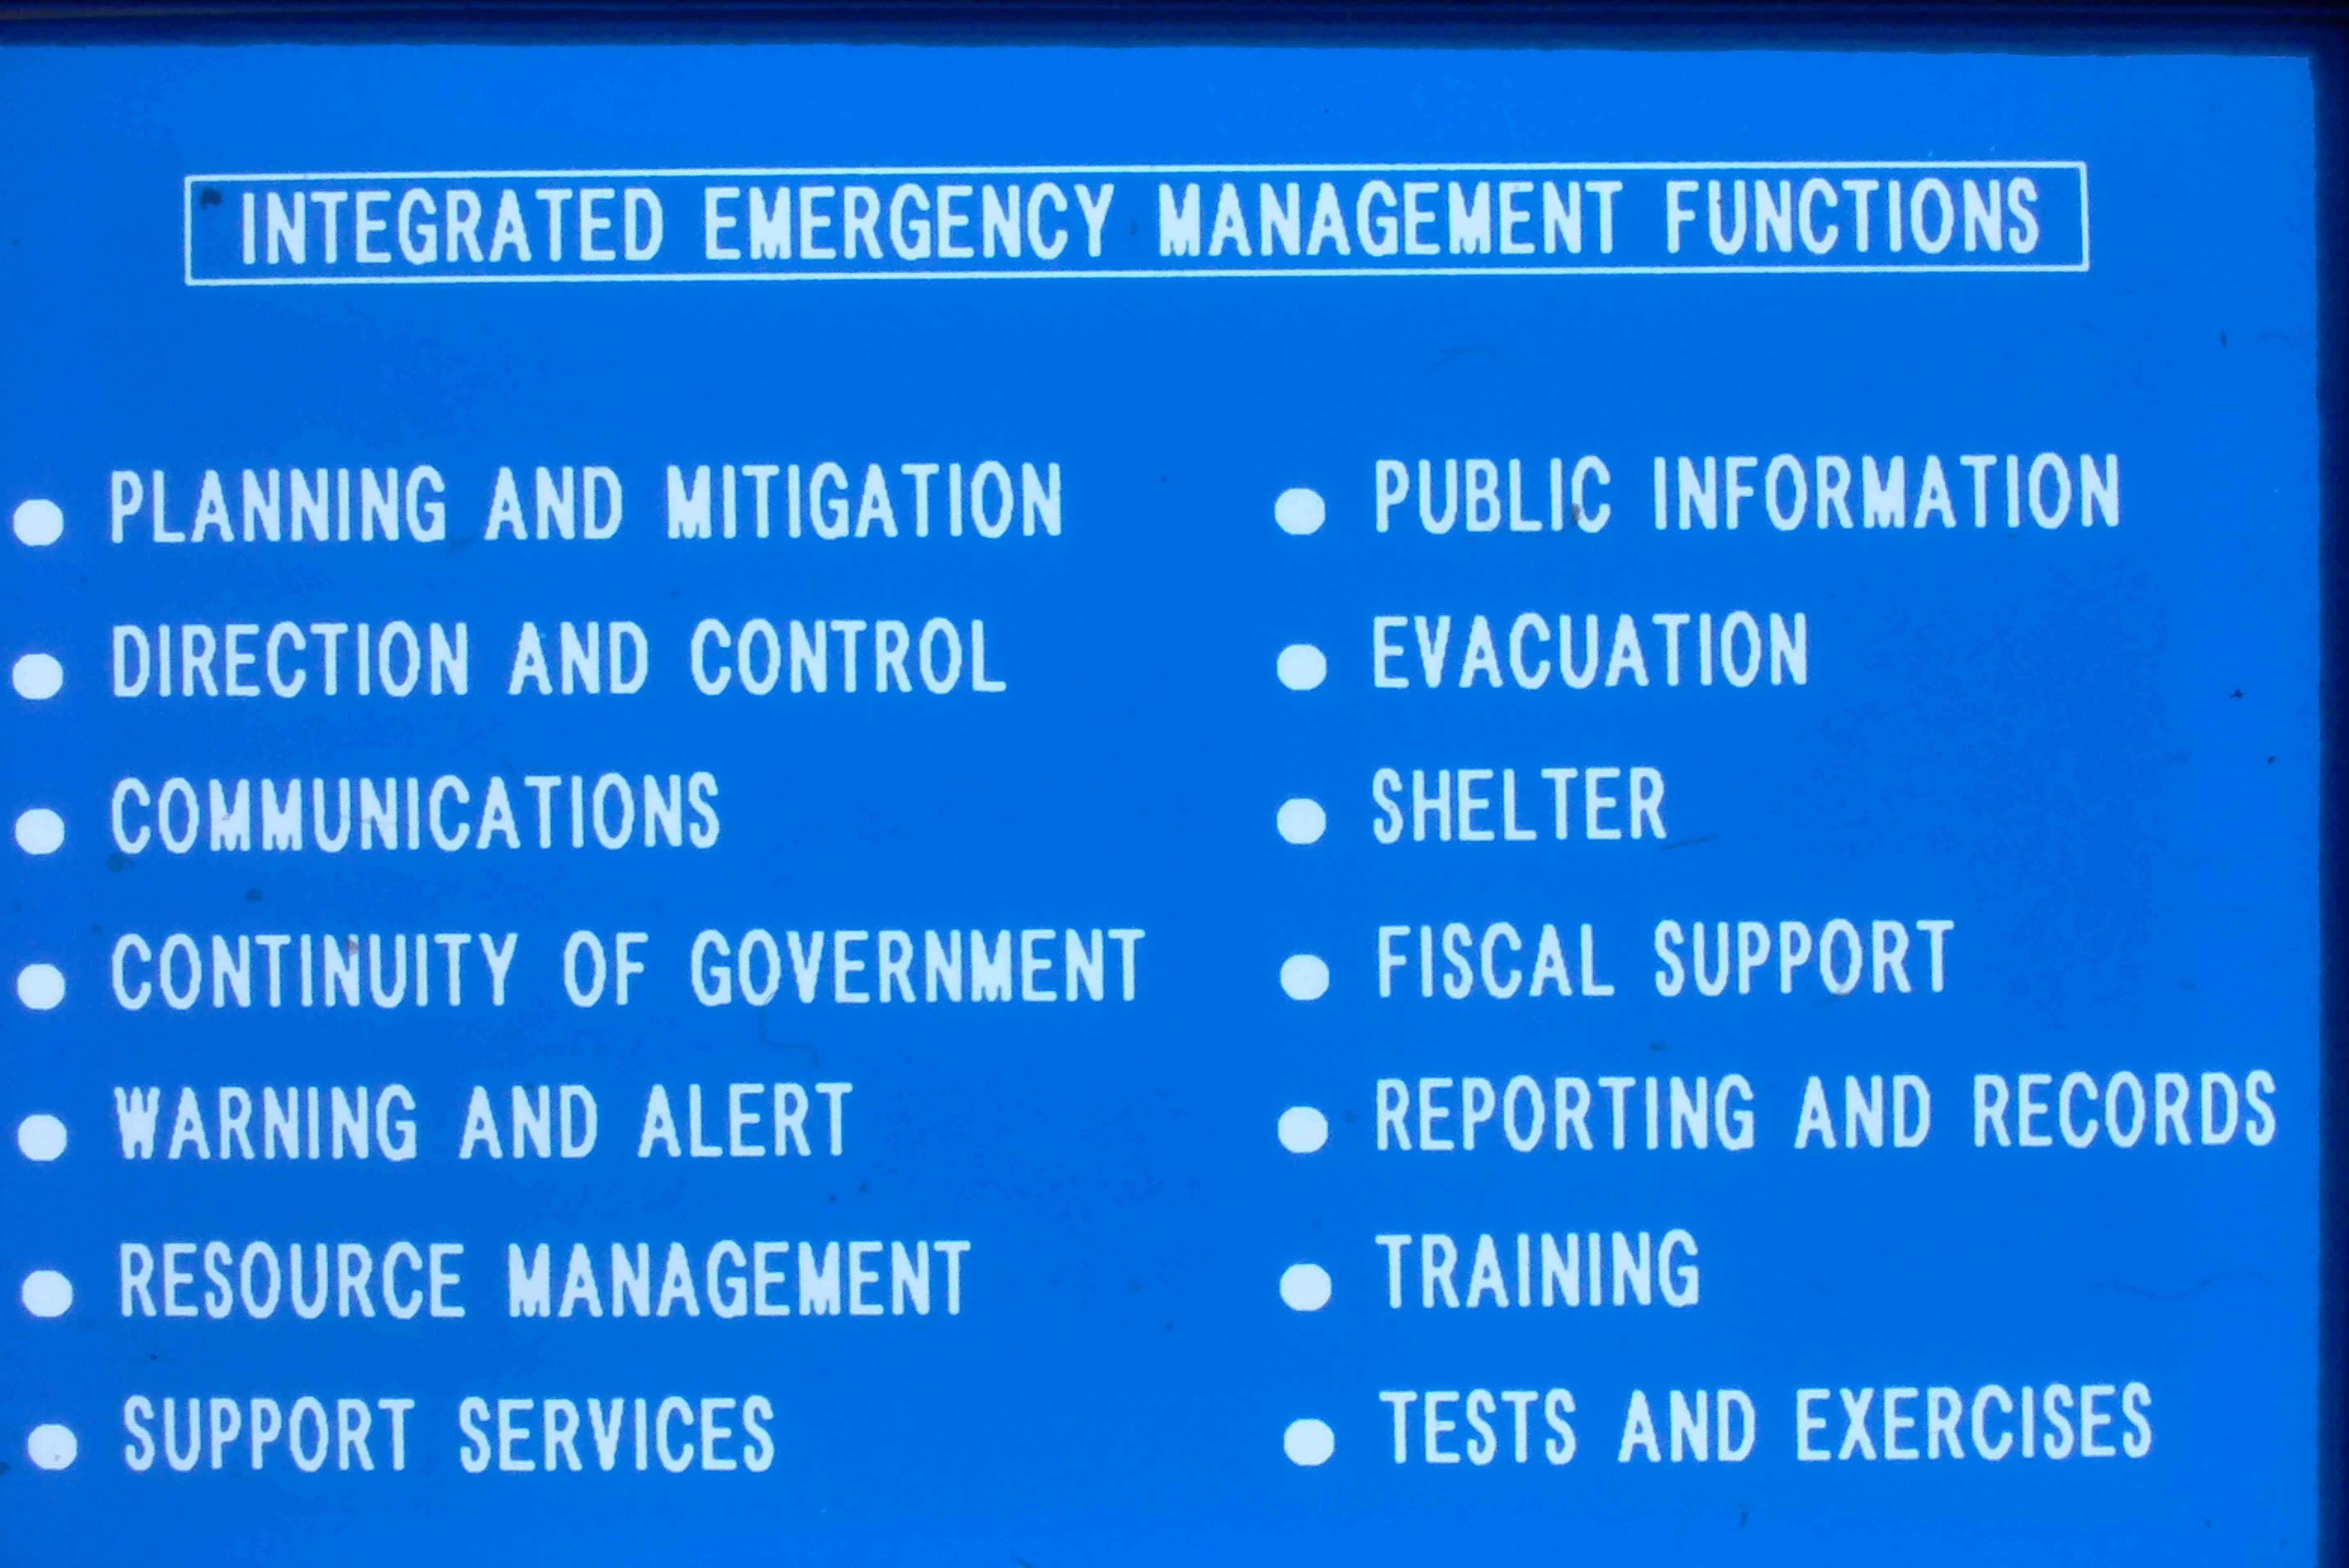 INTEGRATED EMERGENCY MANAGEMENT FUNCTIONS
• PLANNING AND MITIGATION
• DIRECTION AND CONTROL
• COMMUNICATIONS
• CONTINUITY OF GOVERNMENT
• WARNING AND ALERT
• RESOURCE MANAGEMENT
• SUPPORT SERVICES
• PUBLIC INFORMATION
• EVACUATION
• SHELTER
• FISCAL SUPPORT
• REPORTING AND RECORDS
• TRAINING
• TESTS AND EXERCISES